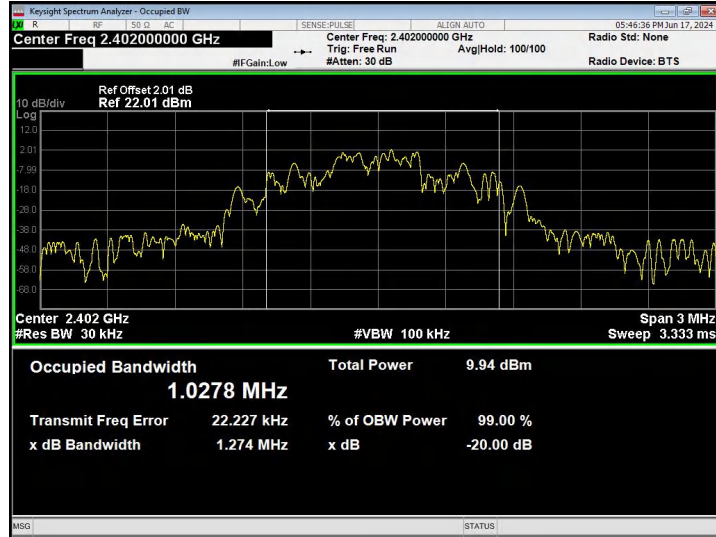 Keysight Spectrum Analyzer - Occupied BW
R RF 50 Ω AC SENSE:PULSE ALIGN AUTO 05:46:36 PM Jun 17, 2024
Center Freq 2.402000000 GHz
Center Freq: 2.402000000 GHz
Radio Std: None
Trig: Free Run
Avg|Hold: 100/100
#IFGain:Low
#Atten: 30 dB
Radio Device: BTS
Ref Offset 2.01 dB
10 dB/div
Ref 22.01 dBm
Log
12.0
2.01
-7.99
-18.0
-28.0
-38.0
-48.0
-58.0
-68.0
Center 2.402 GHz
Span 3 MHz
#Res BW 30 kHz
#VBW 100 kHz
Sweep 3.333 ms
Occupied Bandwidth
Total Power 9.94 dBm
1.0278 MHz
Transmit Freq Error 22.227 kHz
% of OBW Power 99.00 %
x dB Bandwidth 1.274 MHz
x dB -20.00 dB
MSG
STATUS